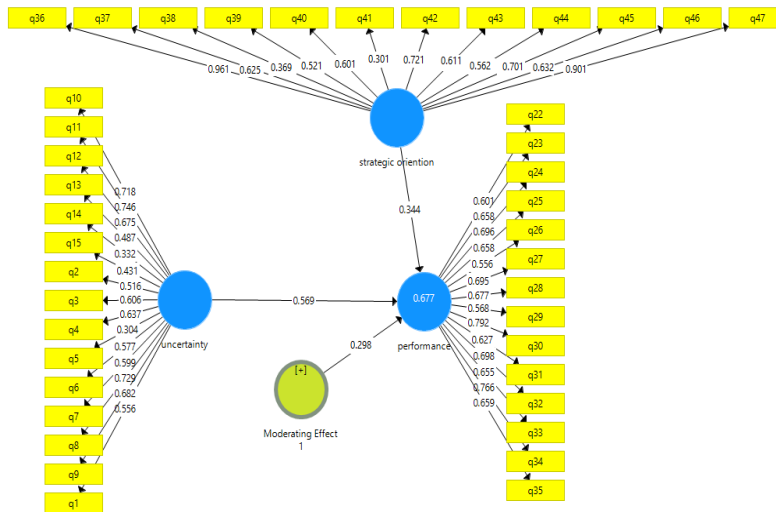 q36 q37 q38 q39 q40 q41 q42 q43 q44 q45 q46 q47
0.961 0.625 0.369 0.521 0.601 0.301 0.721 0.611 0.562 0.701 0.632 0.901
strategic oriention
0.344
q10
q11
q12
q13
q14
q15
q2
q3
q4
q5
q6
q7
q8
q9
q1
0.718
0.746
0.675
0.487
0.332
0.431
0.516
0.606
0.637
0.304
0.577
0.599
0.729
0.682
0.556
uncertainty
0.569
0.677
performance
0.298
[+]
Moderating Effect
1
0.601
0.658
0.696
0.658
0.556
0.695
0.677
0.568
0.792
0.627
0.698
0.655
0.766
0.659
q22
q23
q24
q25
q26
q27
q28
q29
q30
q31
q32
q33
q34
q35